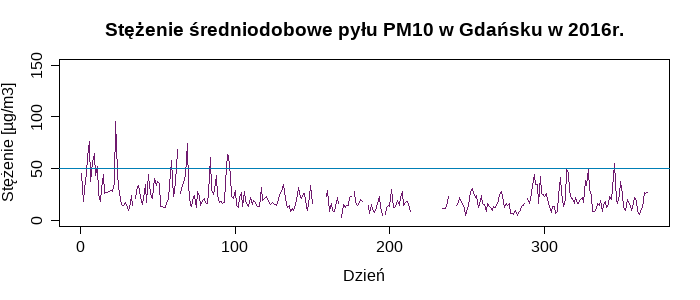 Stężenie średniodobowe pyłu PM10 w Gdańsku w 2016r.
150
100
50
0
Stężenie [µg/m3]
0 100 200 300
Dzień